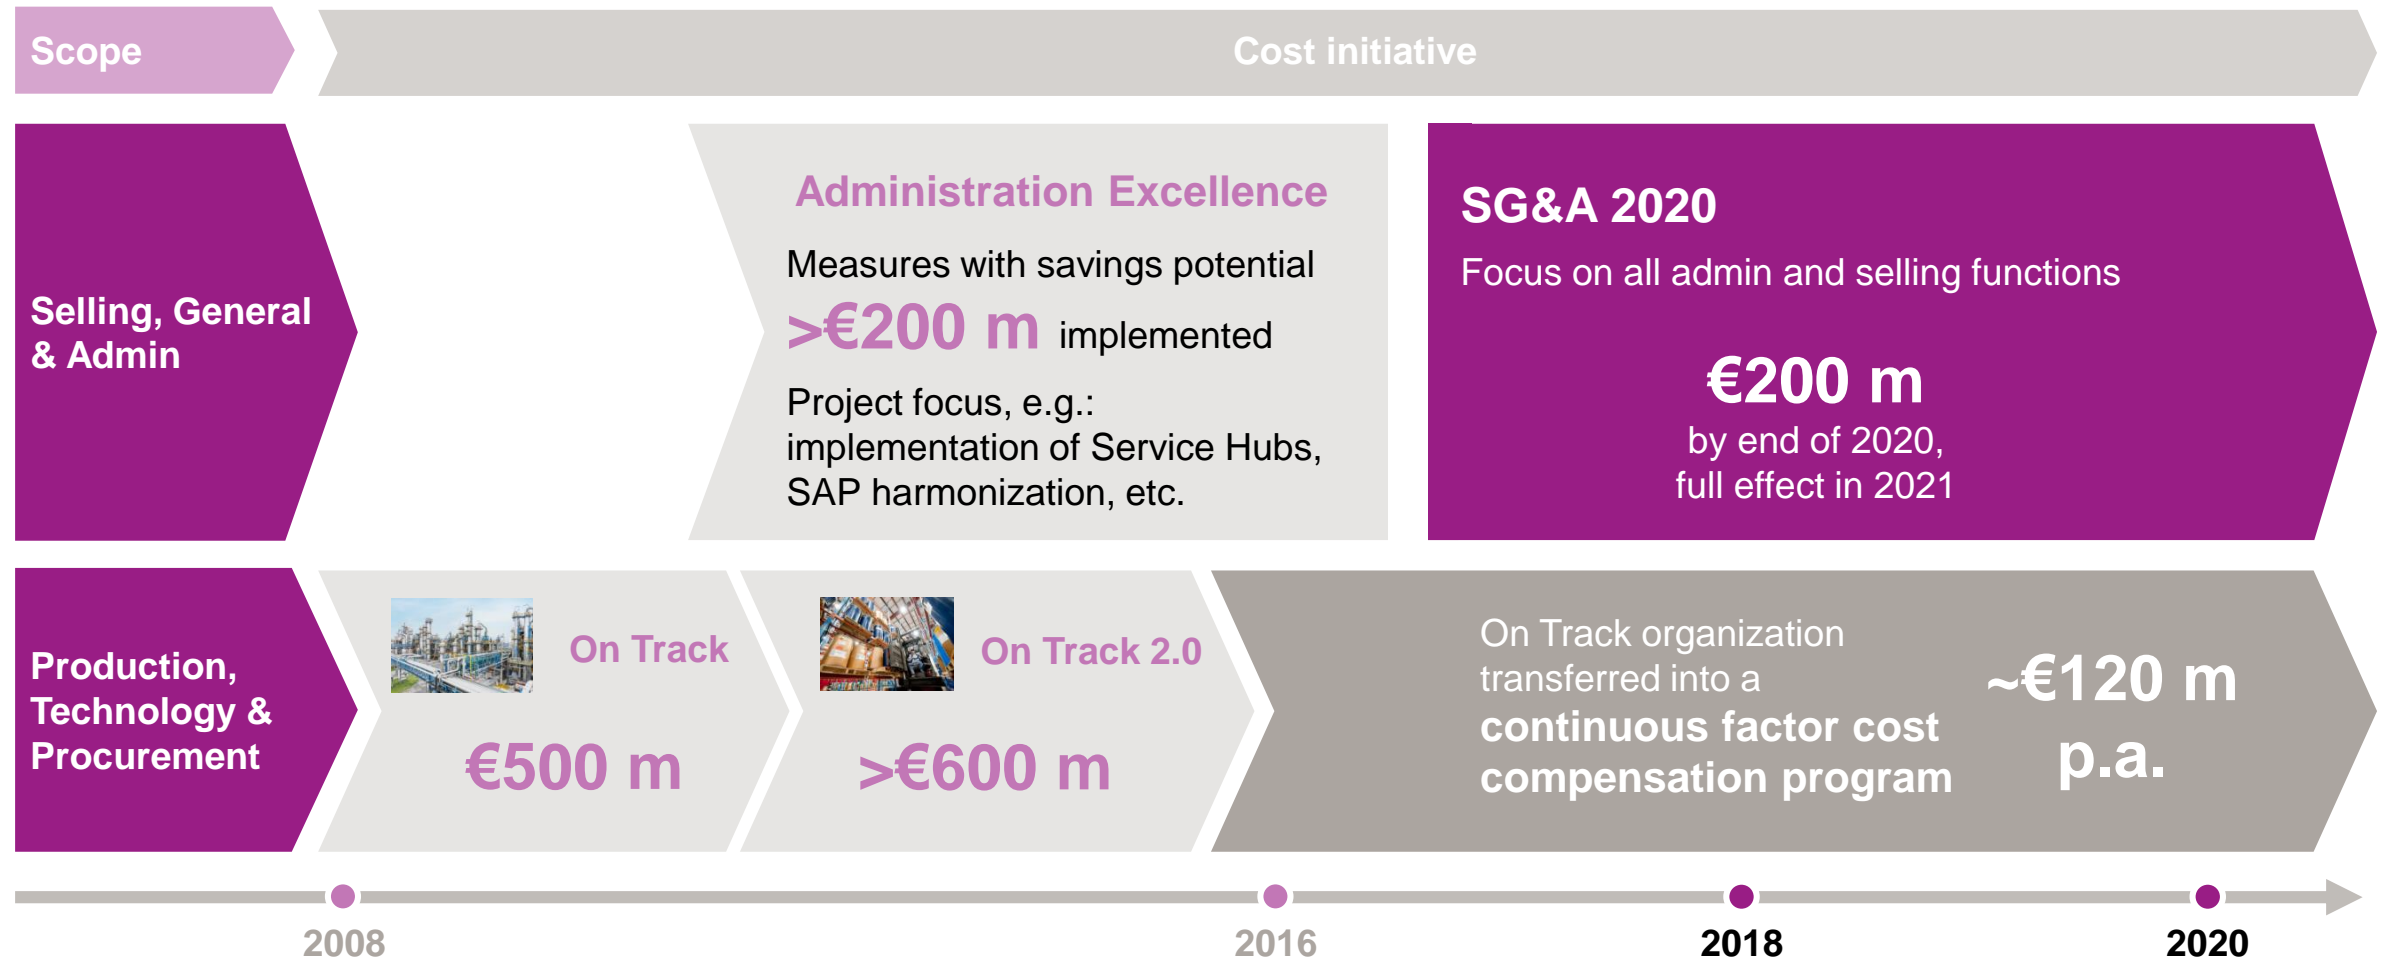 Scope
Cost initiative
Selling, General
& Admin
Administration Excellence
Measures with savings potential
>€200 m implemented
Project focus, e.g.:
implementation of Service Hubs,
SAP harmonization, etc.
SG&A 2020
Focus on all admin and selling functions
€200 m
by end of 2020,
full effect in 2021
Production,
Technology &
Procurement
On Track
€500 m
On Track 2.0
>€600 m
On Track organization
transferred into a
continuous factor cost
compensation program
~€120 m
p.a.
2008
2016
2018
2020